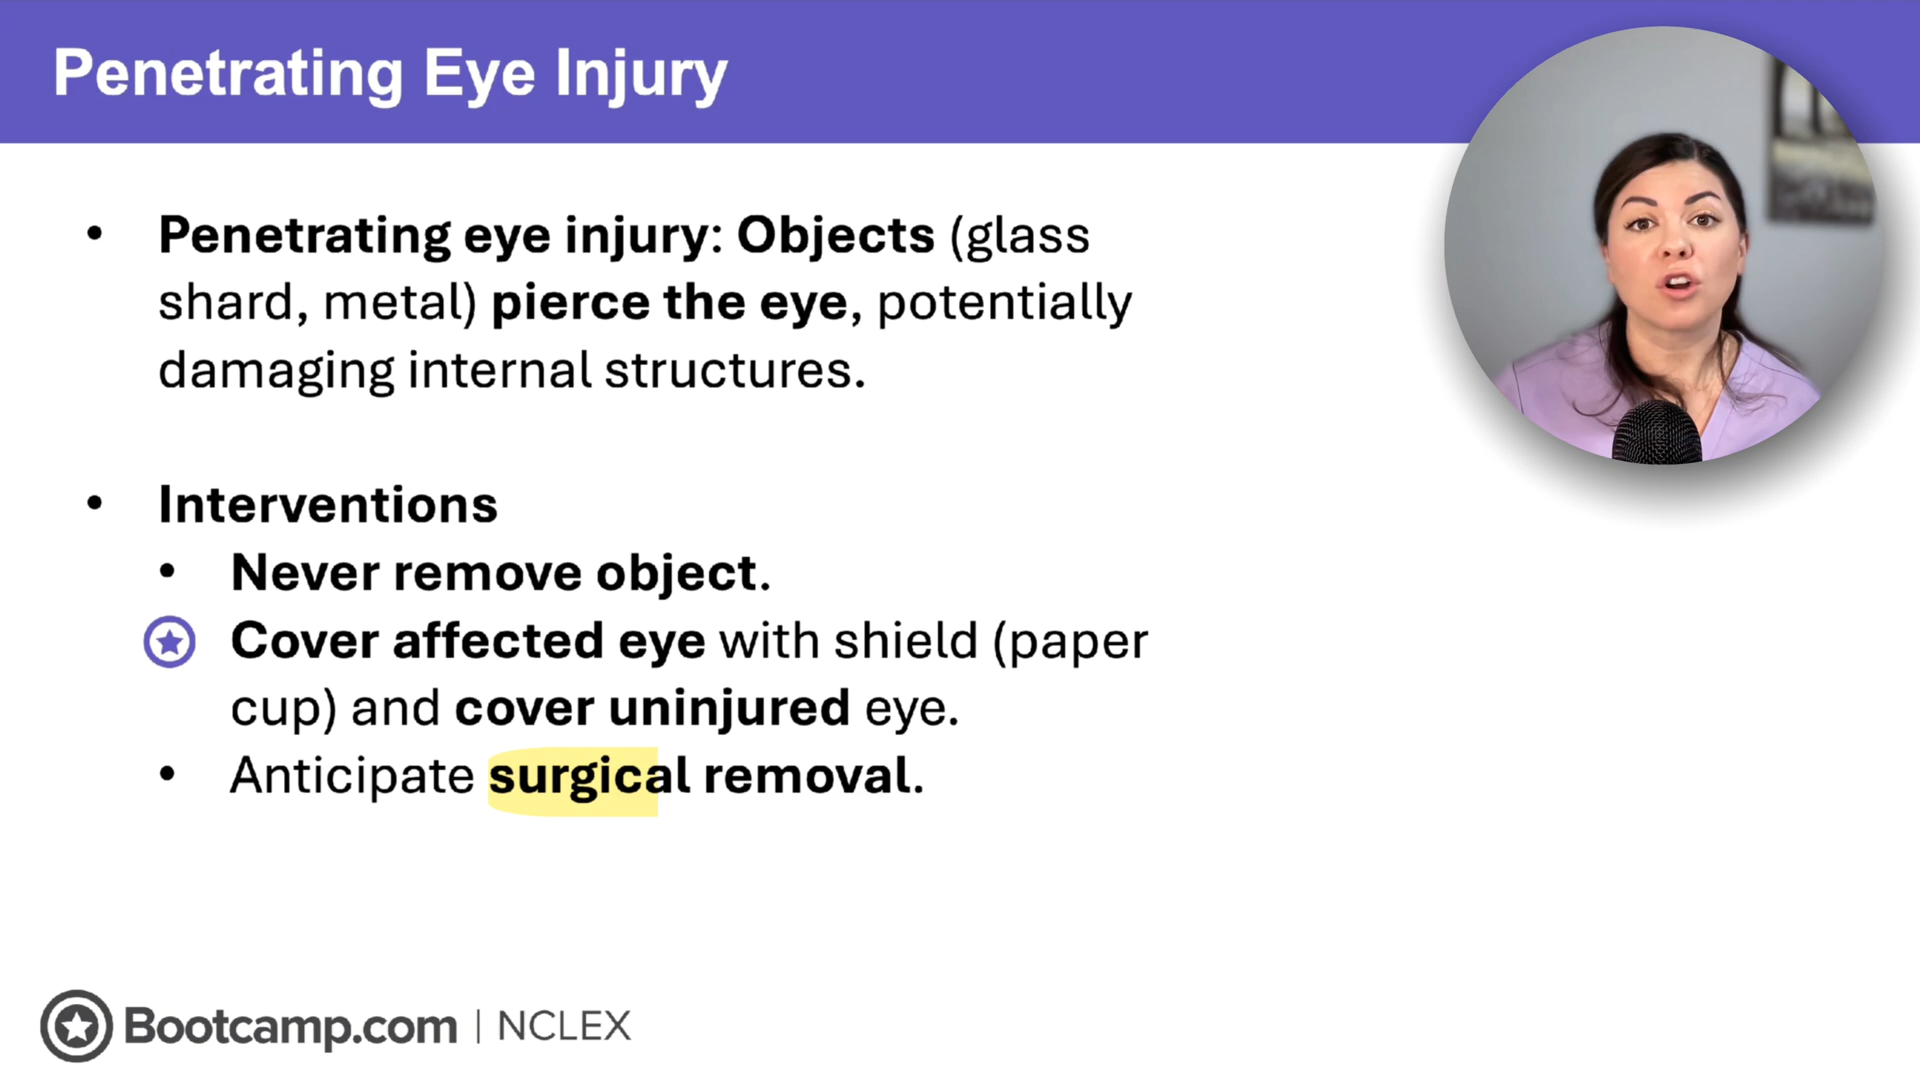 Penetrating Eye Injury
• Penetrating eye injury: Objects (glass
shard, metal) pierce the eye, potentially
damaging internal structures.
• Interventions
• Never remove object.
Cover affected eye with shield (paper
cup) and cover uninjured eye.
• Anticipate surgical removal.
Bootcamp.com | NCLEX